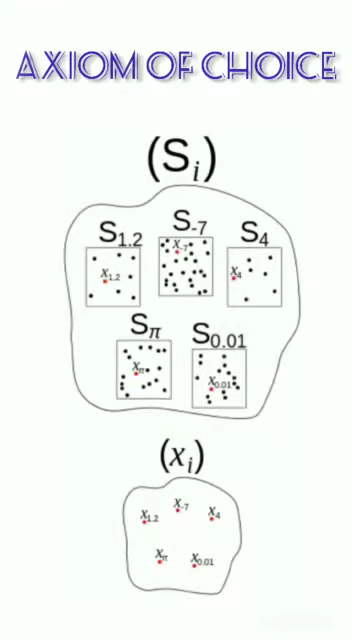 AXIOM OF CHOICE
(Sᵢ)
S₁.₂ S₋₇ S₄
x₁.₂ x₋₇ x₄
Sπ S₀.₀₁
xπ x₀.₀₁
(xᵢ)
x₁.₂ x₋₇ x₄
xπ x₀.₀₁